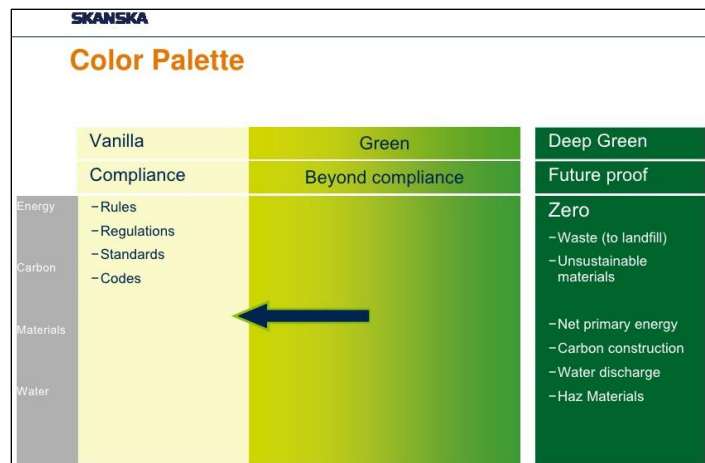 SKANSKA
Color Palette
Vanilla
Green
Deep Green
Compliance
Beyond compliance
Future proof
Energy
Carbon
Materials
Water
–Rules
–Regulations
–Standards
–Codes
Zero
–Waste (to landfill)
–Unsustainable
materials
–Net primary energy
–Carbon construction
–Water discharge
–Haz Materials